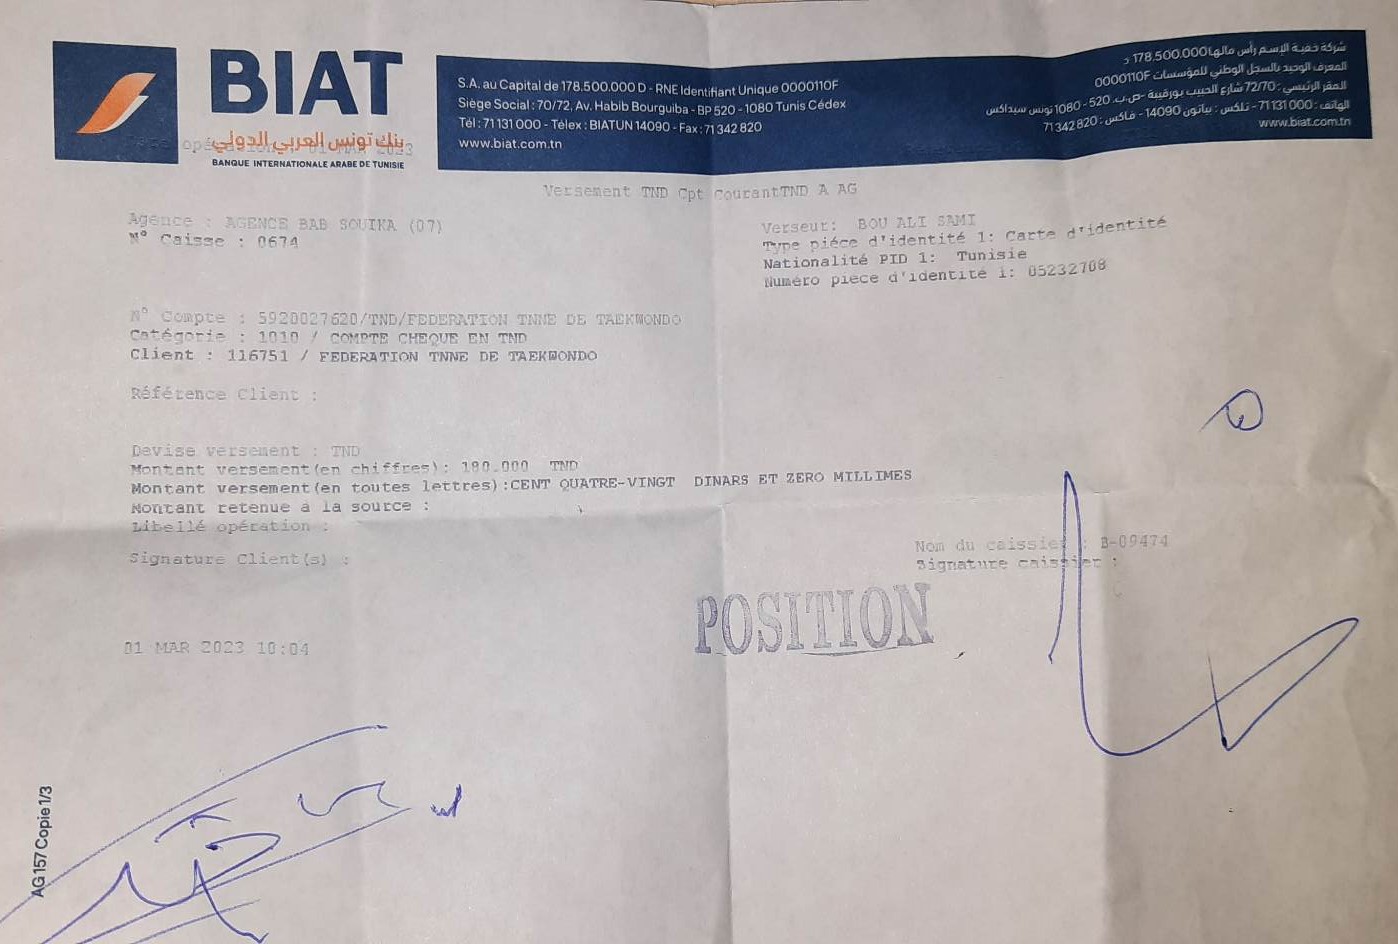 BIAT
بنك تونس العربي الدولي
BANQUE INTERNATIONALE ARABE DE TUNISIE
S.A. au Capital de 178.500.000 D - RNE Identifiant Unique 0000110F
Siège Social : 70/72, Av. Habib Bourguiba - BP 520 - 1080 Tunis Cédex
Tél : 71 131 000 - Télex : BIATUN 14090 - Fax : 71 342 820
www.biat.com.tn
شركة خفية الإسم رأس مالها 178.500.000 د
المعرف الوحيد بالسجل الوطني للمؤسسات 0000110F
المقر الرئيسي : 72/70 شارع الحبيب بورقيبة -ص.ب. 520 - 1080 تونس سيداكس
الهاتف : 71131000 - تلكس : بياتون 14090 - فاكس : 71342820
www.biat.com.tn
01 MAR 2023
Versement TND Cpt CourantTND A AG
Agence : AGENCE BAB SOUIKA (07)
N° Caisse : 0674
Verseur: BOU ALI SAMI
Type piéce d'identité 1: Carte d'identité
Nationalité PID 1: Tunisie
Numéro piéce d'identité 1: 05232708
N° Compte : 5920027620/TND/FEDERATION TNNE DE TAEKWONDO
Catégorie : 1010 / COMPTE CHEQUE EN TND
Client : 116751 / FEDERATION TNNE DE TAEKWONDO
Référence Client :
Devise versement : TND
Montant versement(en chiffres): 180.000 TND
Montant versement(en toutes lettres):CENT QUATRE-VINGT DINARS ET ZERO MILLIMES
Montant retenue à la source :
Libellé opération :
Signature Client(s) :
Nom du caissier : B-09474
Signature caissier :
POSITION
01 MAR 2023 10:04
AG 157 Copie 1/3